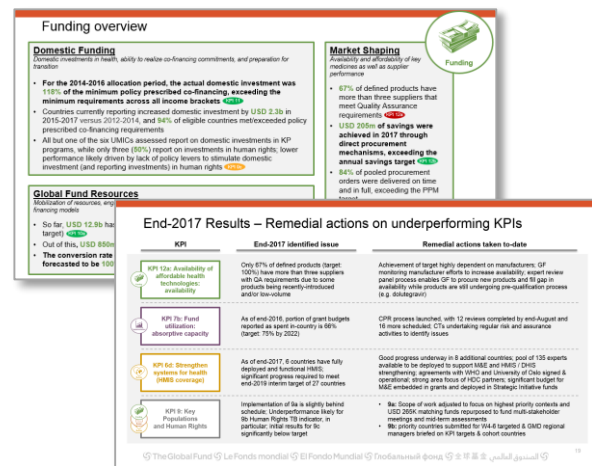 Funding overview
Domestic Funding
Domestic investments in health, ability to realize co-financing commitments, and preparation for
transition
• For the 2014-2016 allocation period, the actual domestic investment was
118% of the minimum policy prescribed co-financing, exceeding the
minimum requirements across all income brackets KPI 11
• Countries currently reporting increased domestic investment by USD 2.3b in
2015-2017 versus 2012-2014, and 94% of eligible countries met/exceeded policy
prescribed co-financing requirements
• All but one of the six UMICs assessed report on domestic investments in KP
programs, while only three (50%) report on investments in human rights; lower
performance likely driven by lack of policy levers to stimulate domestic
investment (and reporting investments) in human rights
Market Shaping
Availability and affordability of key
medicines as well as supplier
performance
Funding
• 67% of defined products have
more than three suppliers that
meet Quality Assurance
requirements KPI 12a
• USD 205m of savings were
achieved in 2017 through
direct procurement
mechanisms, exceeding the
annual savings target KPI 12b
• 84% of pooled procurement
orders were delivered on time
and in full, exceeding the PPM
Global Fund Resources
Mobilization of resources,
financing models
• So far, USD 12.9b
target)
• Out of this, USD
• The conversion rate
forecasted to be
End-2017 Results – Remedial actions on underperforming KPIs
KPI
End-2017 identified issue
Remedial actions taken to-date
KPI 12a: Availability of
affordable health
technologies:
availability
Only 67% of defined products (target:
100%) have more than three suppliers
with QA requirements due to some
products being recently-introduced
and/or low-volume
Achievement of target highly dependent on manufacturers; GF
monitoring manufacturer efforts to increase availability; expert review
panel process enables GF to procure new products and fill gap in
availability while products are still undergoing pre-qualification process
(e.g. dolutegravir)
KPI 7b: Fund
utilization:
absorptive capacity
As of end-2016, portion of grant budgets
reported as spent in-country is 66%
(target: 75% by 2022)
CPR process launched, with 12 reviews completed by end-August and
16 more scheduled; CTs undertaking regular risk and assurance
activities to identify issues
KPI 6d: Strengthen
systems for health
(HMIS coverage)
As of end-2017, 6 countries have fully
deployed and functional HMIS;
significant progress required to meet
end-2019 interim target of 27 countries
Good progress underway in 8 additional countries; pool of 135 experts
available to be deployed to support M&E and HMIS / DHIS
strengthening; agreements with WHO and University of Oslo signed &
operational; strong area focus of HDC partners; significant budget for
M&E embedded in grants and deployed in Strategic Initiative funds
KPI 9: Key
Populations
and Human Rights
Implementation of 9a is slightly behind
schedule; Underperformance likely for
9b Human Rights TB indicator, in
particular; initial results for 9c
significantly below target
• 9a: Scope of work adjusted to focus on highest priority contexts and
USD 265K matching funds repurposed to fund multi-stakeholder
meetings and mid-term assessments
• 9b: priority countries submitted for W4-6 targeted & GMD regional
managers briefed on KPI targets & cohort countries
The Global Fund Le Fonds mondial El Fondo Mundial Глобальный фонд 全球基金 الصندوق العالمي
19